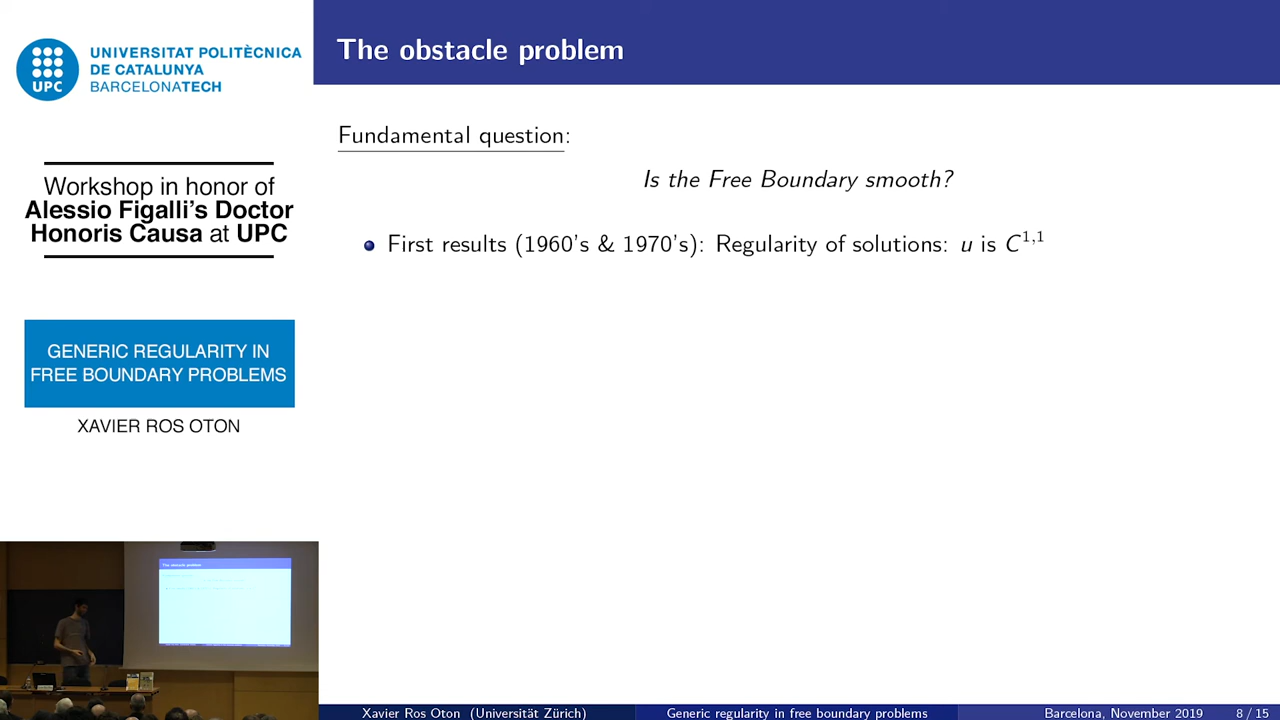 UPC
UNIVERSITAT POLITÈCNICA
DE CATALUNYA
BARCELONATECH
Workshop in honor of
Alessio Figalli's Doctor
Honoris Causa at UPC
GENERIC REGULARITY IN
FREE BOUNDARY PROBLEMS
XAVIER ROS OTON
The obstacle problem
Fundamental question:
Is the Free Boundary smooth?
First results (1960's & 1970's): Regularity of solutions: u is C^{1,1}
The obstacle problem
Xavier Ros Oton (Universität Zürich)
Generic regularity in free boundary problems
Barcelona, November 2019
8 / 15